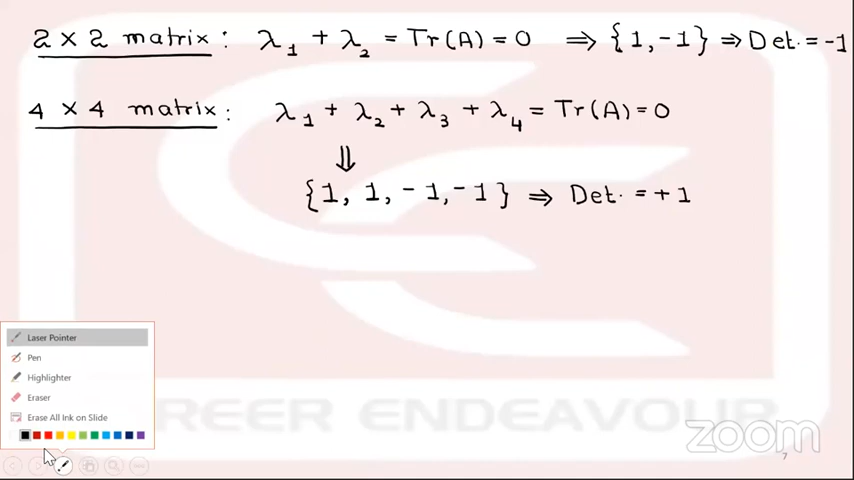 2 × 2 matrix : λ₁ + λ₂ = Tr(A) = 0 ⇒ {1, -1} ⇒ Det. = -1
4 × 4 matrix : λ₁ + λ₂ + λ₃ + λ₄ = Tr(A) = 0
⇓
{1, 1, -1, -1} ⇒ Det. = +1
Laser Pointer
Pen
Highlighter
Eraser
Erase All Ink on Slide
REER ENDEAVOUR
zoom
7